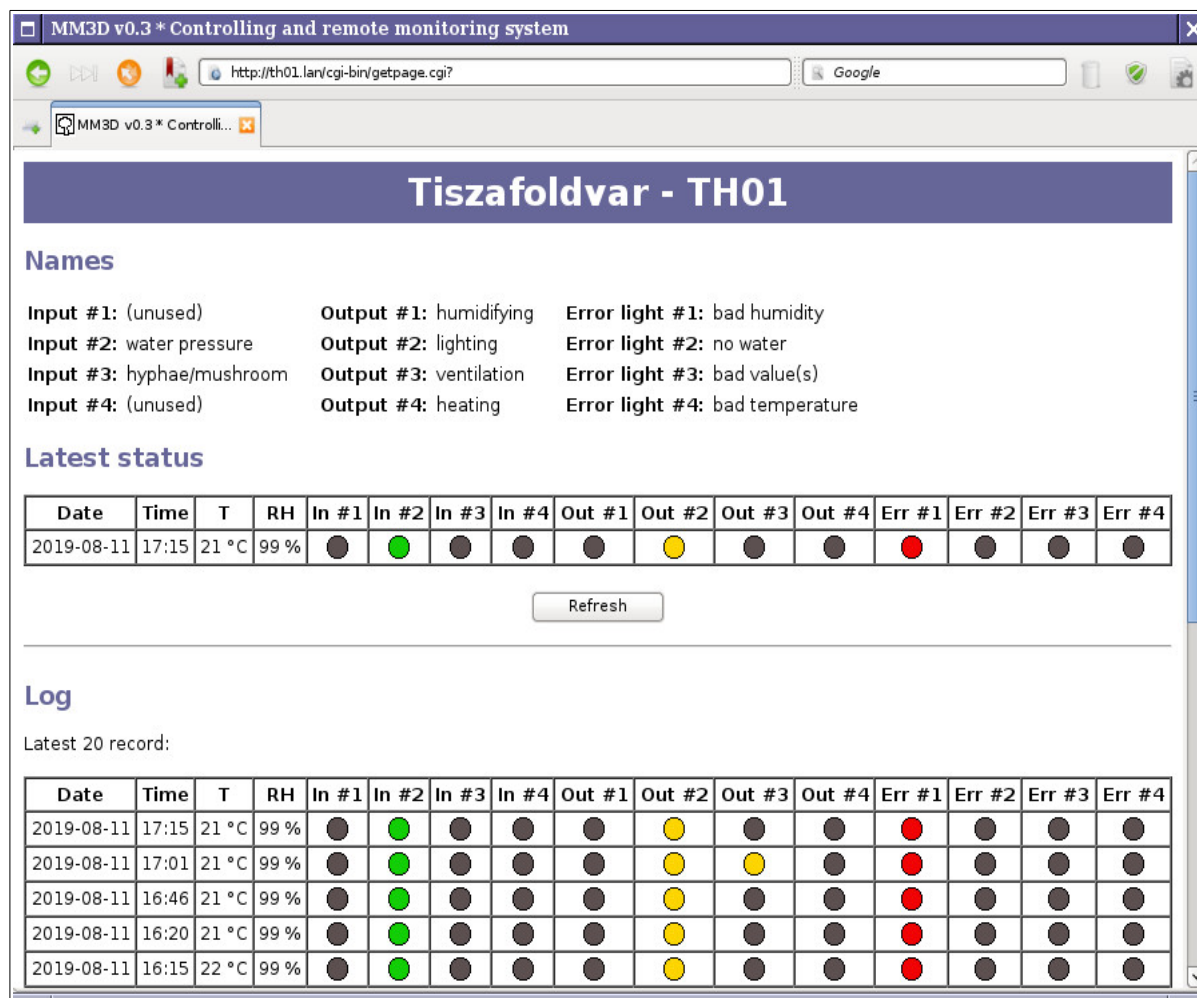 MM3D v0.3 * Controlling and remote monitoring system
http://th01.lan/cgi-bin/getpage.cgi?
Google
MM3D v0.3 * Controlli...
Tiszafoldvar - TH01
Names
Input #1: (unused) Output #1: humidifying Error light #1: bad humidity
Input #2: water pressure Output #2: lighting Error light #2: no water
Input #3: hyphae/mushroom Output #3: ventilation Error light #3: bad value(s)
Input #4: (unused) Output #4: heating Error light #4: bad temperature
Latest status
Date Time T RH In #1 In #2 In #3 In #4 Out #1 Out #2 Out #3 Out #4 Err #1 Err #2 Err #3 Err #4
2019-08-11 17:15 21 °C 99 %
Refresh
Log
Latest 20 record:
Date Time T RH In #1 In #2 In #3 In #4 Out #1 Out #2 Out #3 Out #4 Err #1 Err #2 Err #3 Err #4
2019-08-11 17:15 21 °C 99 %
2019-08-11 17:01 21 °C 99 %
2019-08-11 16:46 21 °C 99 %
2019-08-11 16:20 21 °C 99 %
2019-08-11 16:15 22 °C 99 %